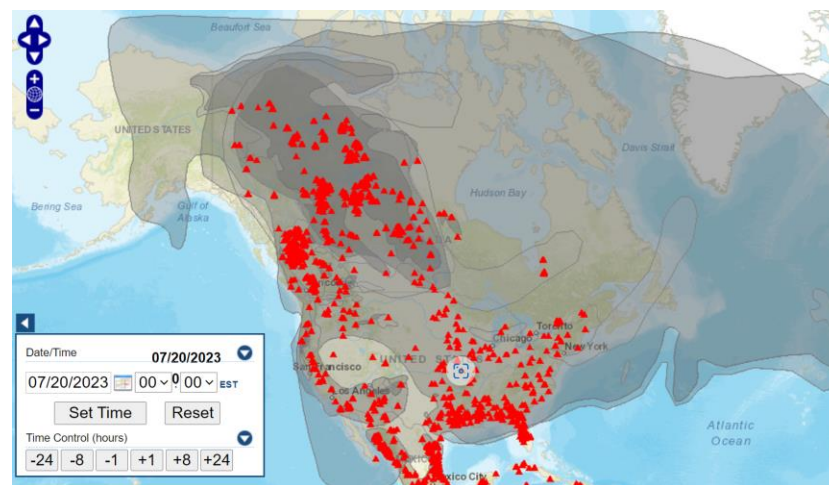 Beaufort Sea
UNITED STATES
Davis Strait
Hudson Bay
Bering Sea
Gulf of
Alaska
Toronto
Chicago
New York
UNITED STATES
San Francisco
Los Angeles
Atlantic
Ocean
Mexico City
Date/Time
07/20/2023
07/20/2023
00
0
:
00
EST
Set Time
Reset
Time Control (hours)
-24
-8
-1
+1
+8
+24